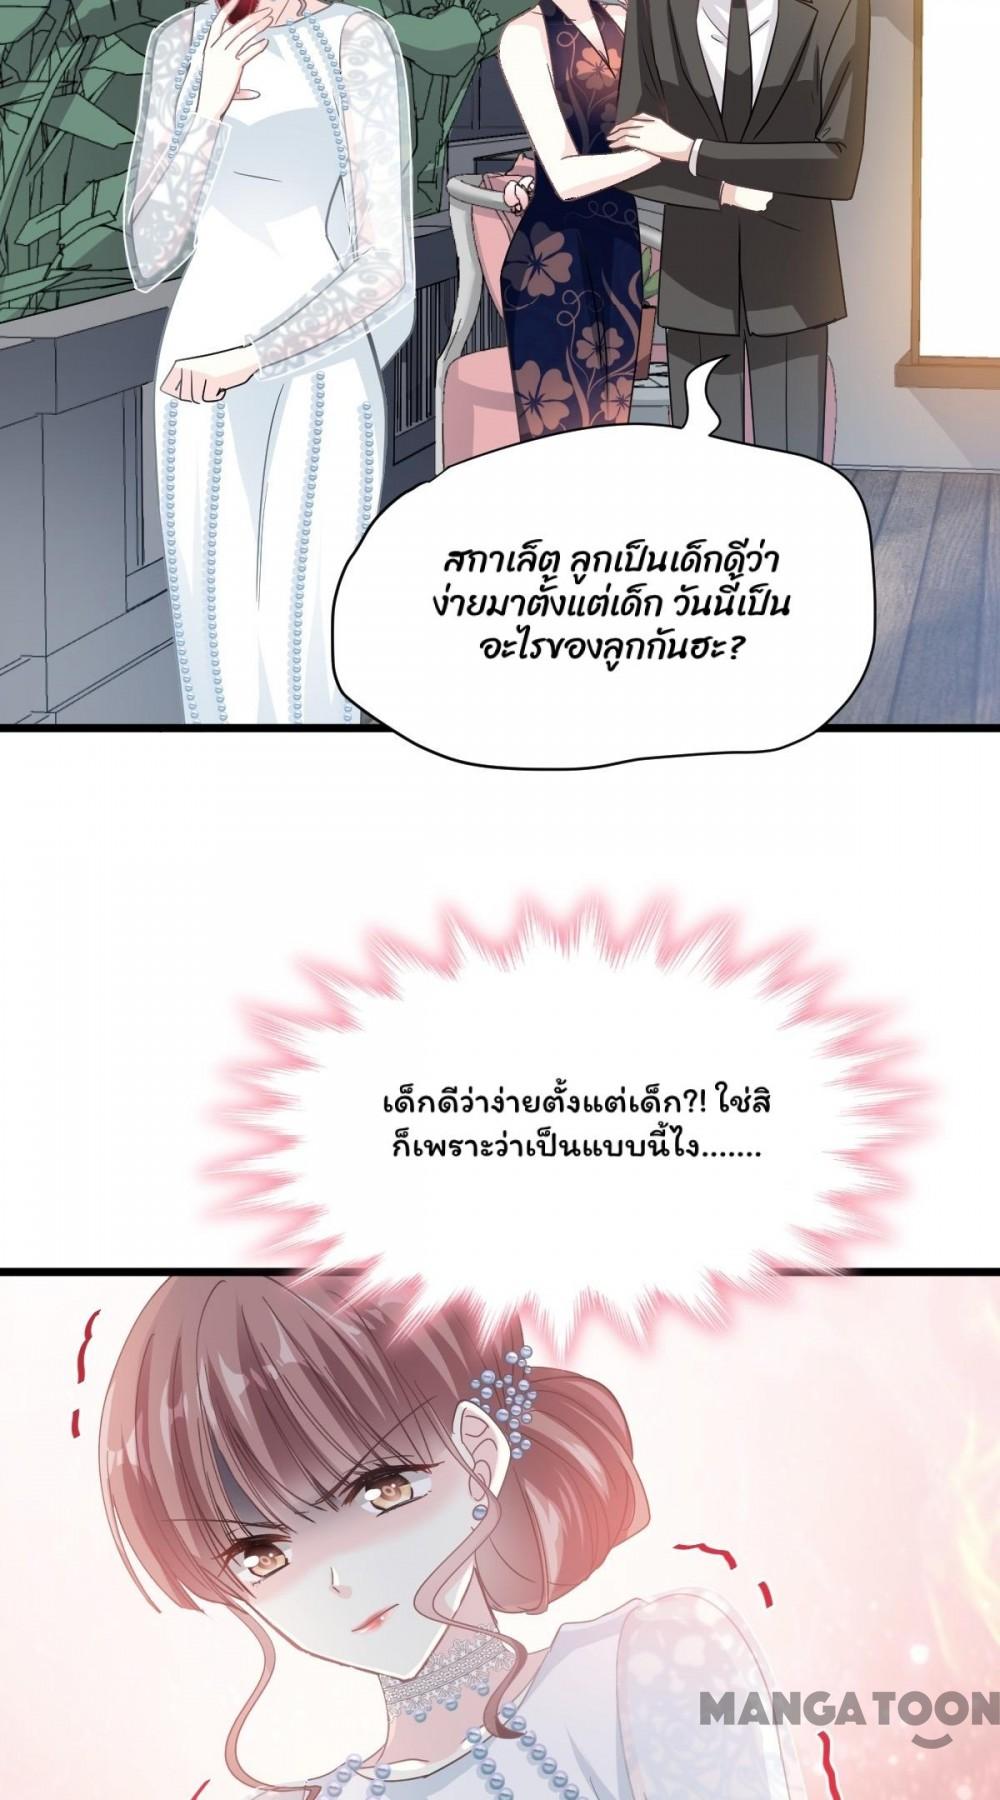 สกาเล็ต ลูกเป็นเด็กดีว่า
ง่ายมาตั้งแต่เด็ก วันนี้เป็น
อะไรของลูกกันฮะ?
เด็กดีว่าง่ายตั้งแต่เด็ก?! ใช่สิ
ก็เพราะว่าเป็นแบบนี้ไง.......
MANGATOON